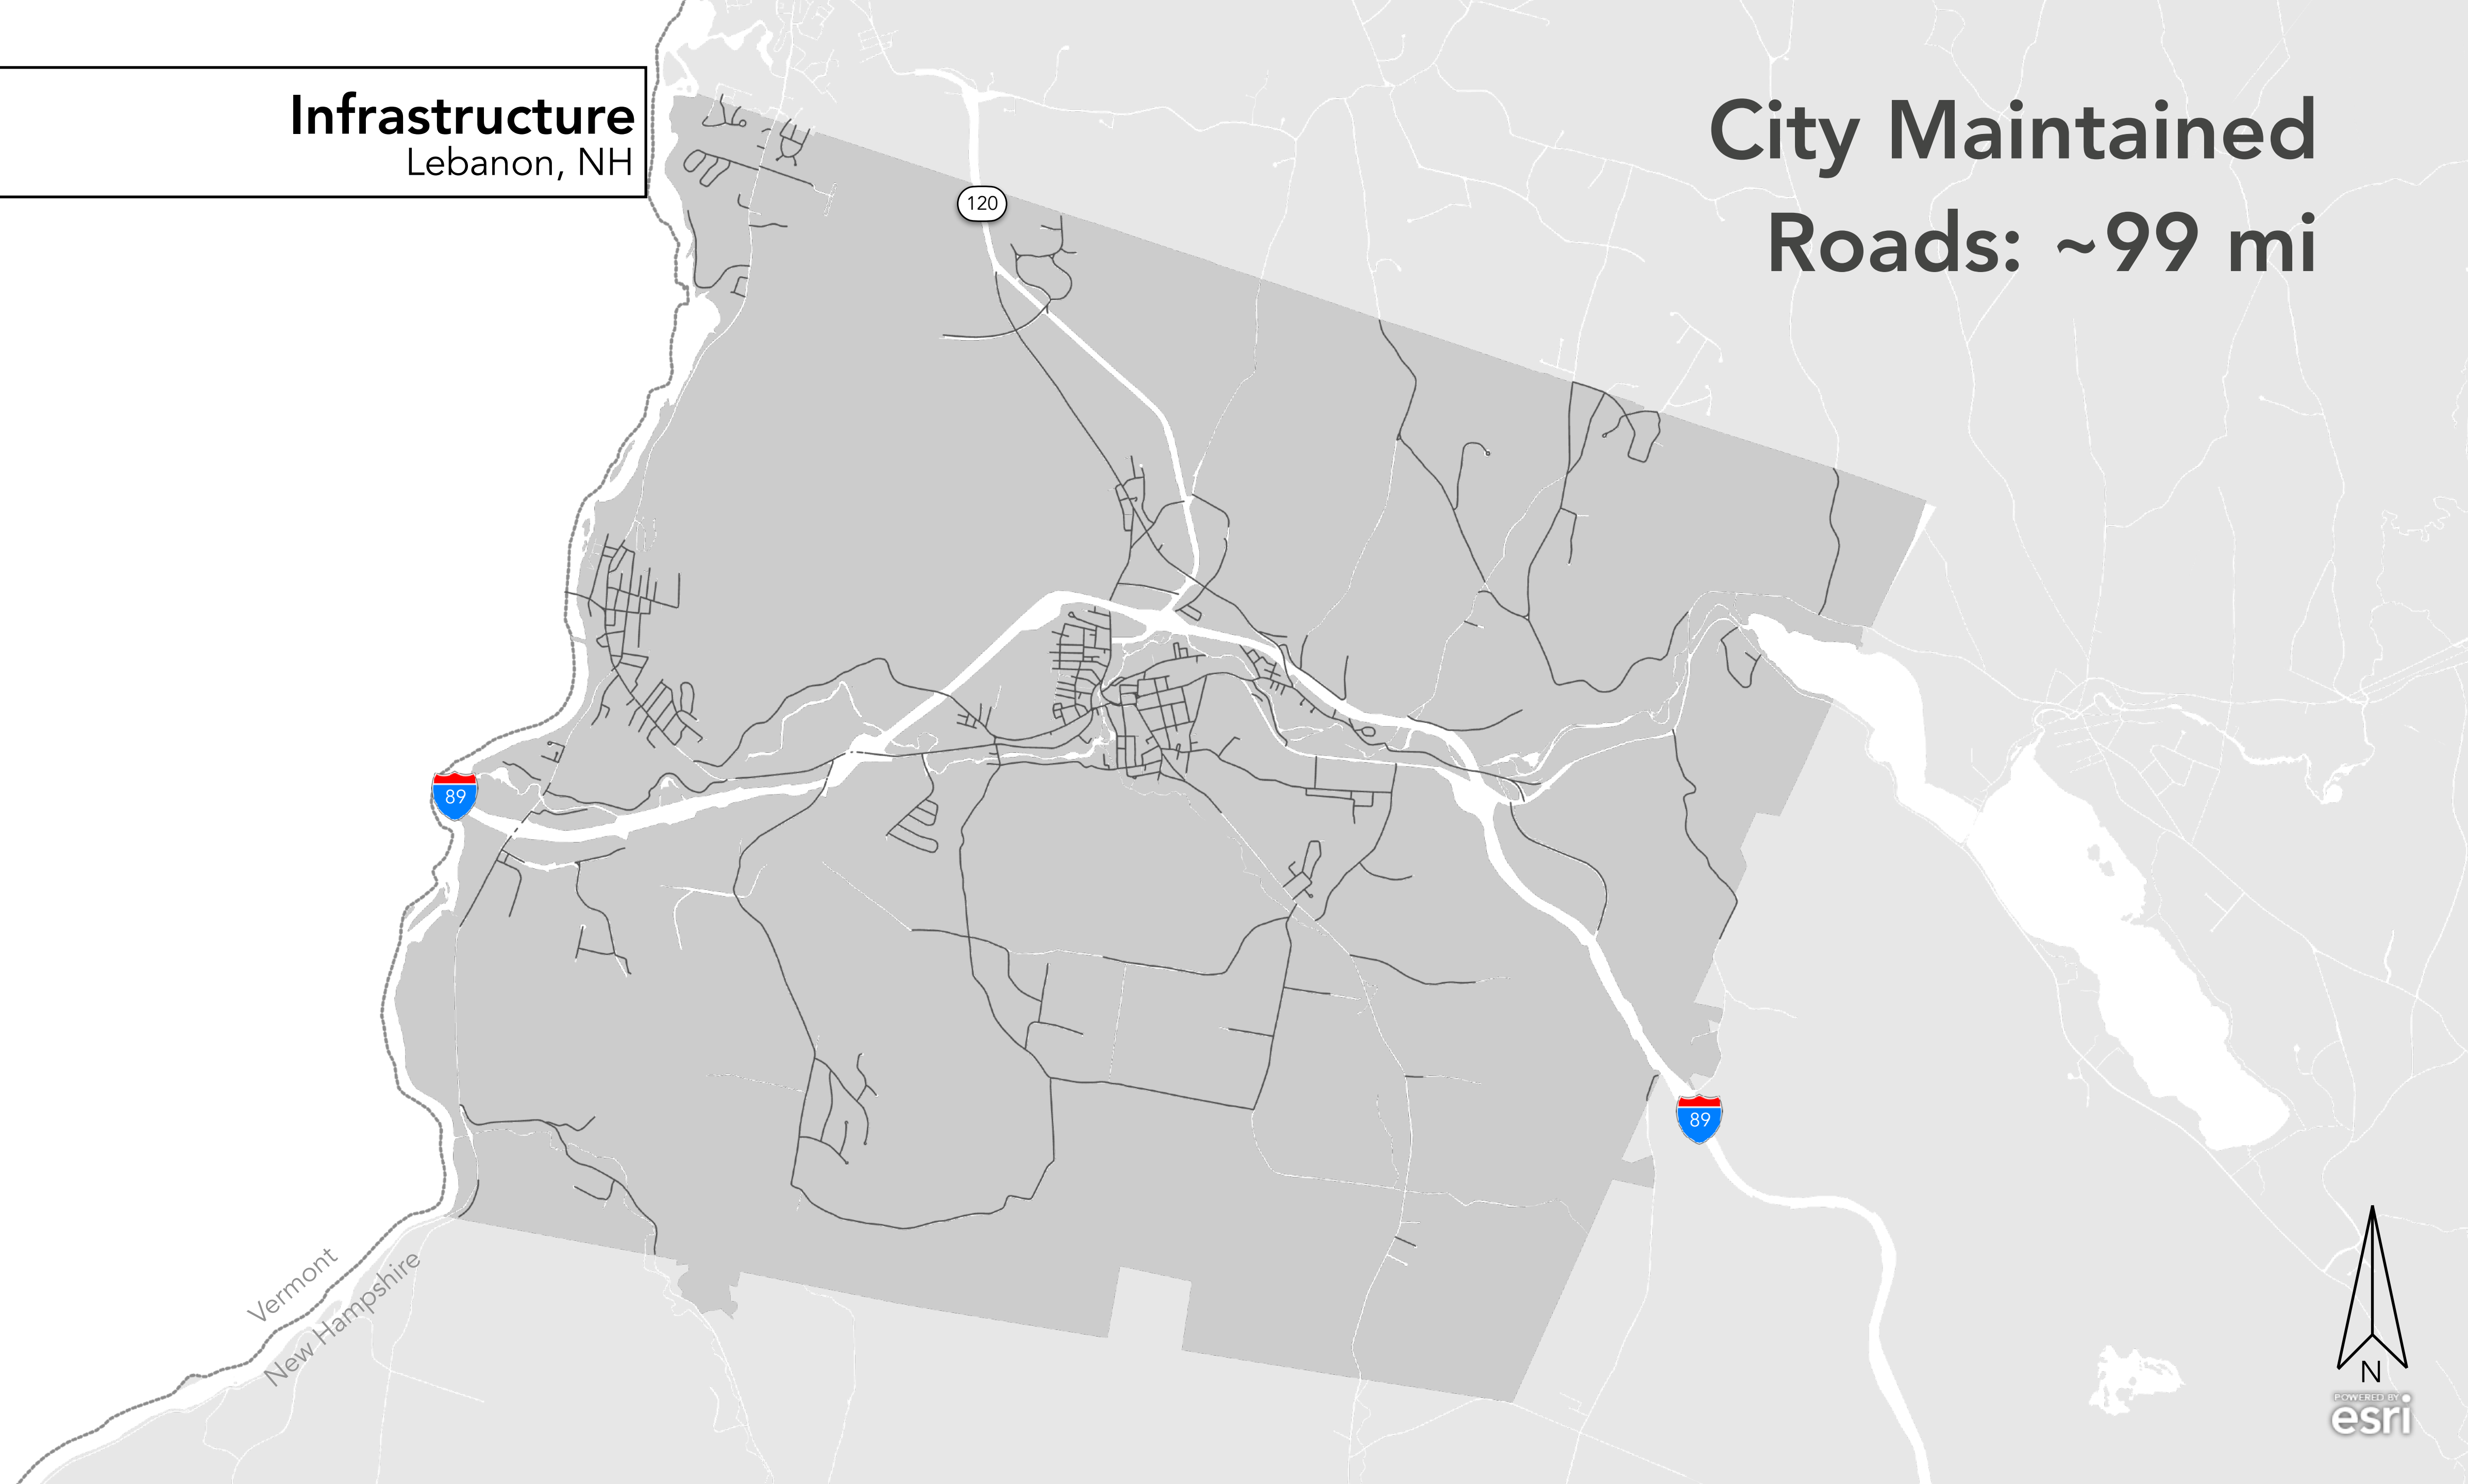 Infrastructure
Lebanon, NH
City Maintained
Roads: ~99 mi
120
89
89
Vermont
New Hampshire
N
POWERED BY
esri